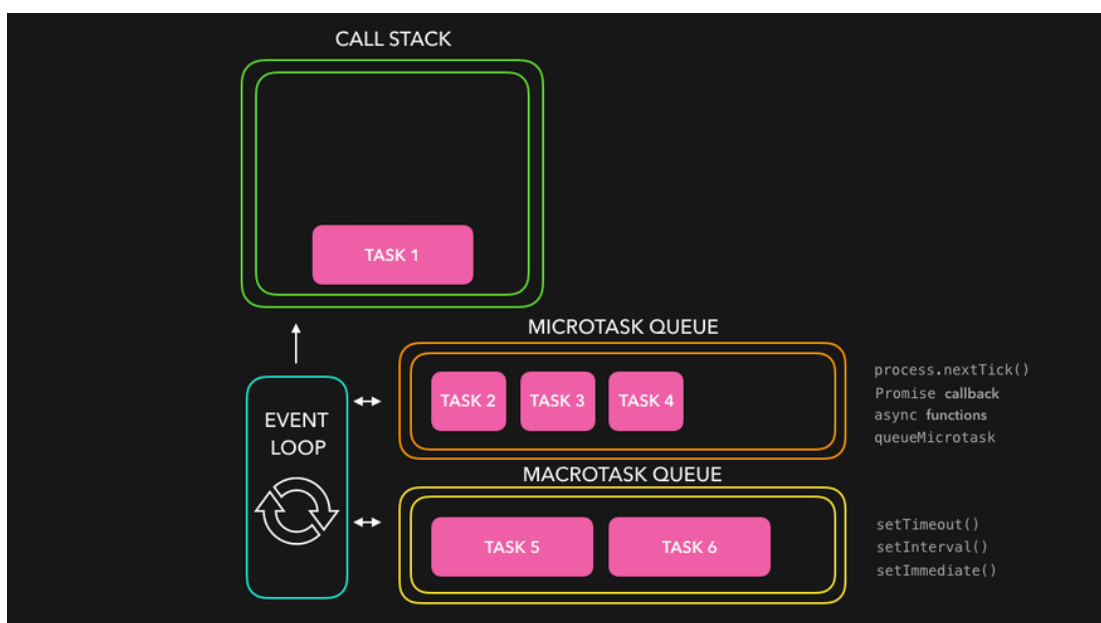 CALL STACK
TASK 1
MICROTASK QUEUE
TASK 2
TASK 3
TASK 4
process.nextTick()
Promise callback
async functions
queueMicrotask
EVENT
LOOP
MACROTASK QUEUE
TASK 5
TASK 6
setTimeout()
setInterval()
setImmediate()